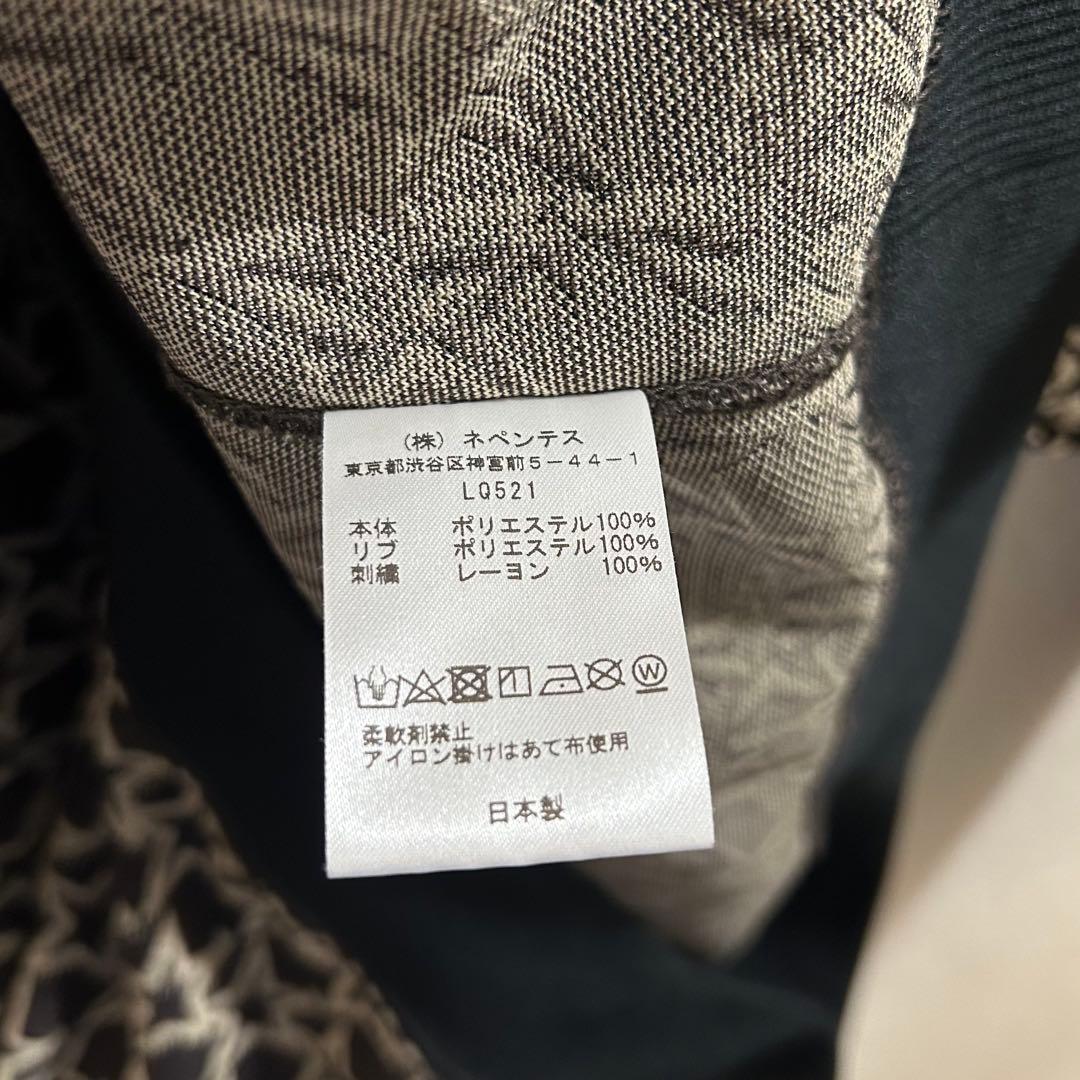 (株) ネペンテス
東京都渋谷区神宮前5-44-1
LQ521
本体 ポリエステル100%
リブ ポリエステル100%
刺繍 レーヨン 100%
W
柔軟剤禁止
アイロン掛けはあて布使用
日本製